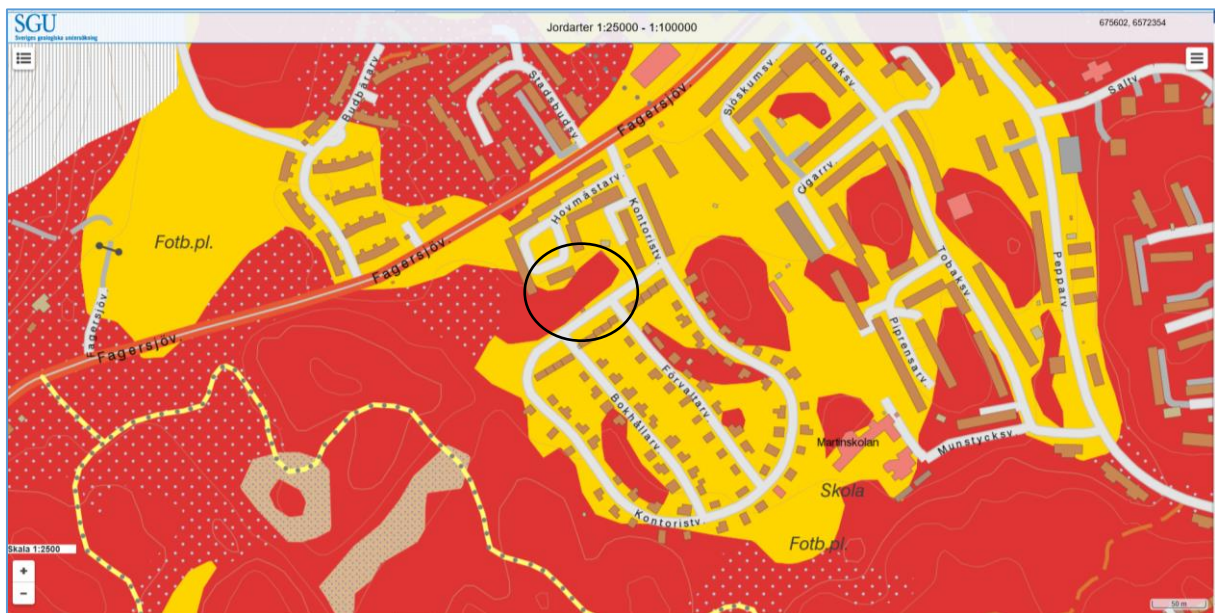 SGU
Sveriges geologiska undersökning
Jordarter 1:25000 - 1:100000
675602, 6572354
Budbärarv.
Stadsbudsv.
Fagersjöv.
Sjöskumsv.
Tobaksv.
Saltv.
Hovmästarv.
Kontoristv.
Cigarrv.
Fotb.pl.
Fagersjöv.
Tobaksv.
Pepparv.
Fagersjöv.
Fagersjöv.
Piprensarv.
Förvaltarv.
Bokhållarv.
Martinskolan
Munstycksv.
Skola
Kontoristv.
Fotb.pl.
Skala 1:2500
+
−
50 m